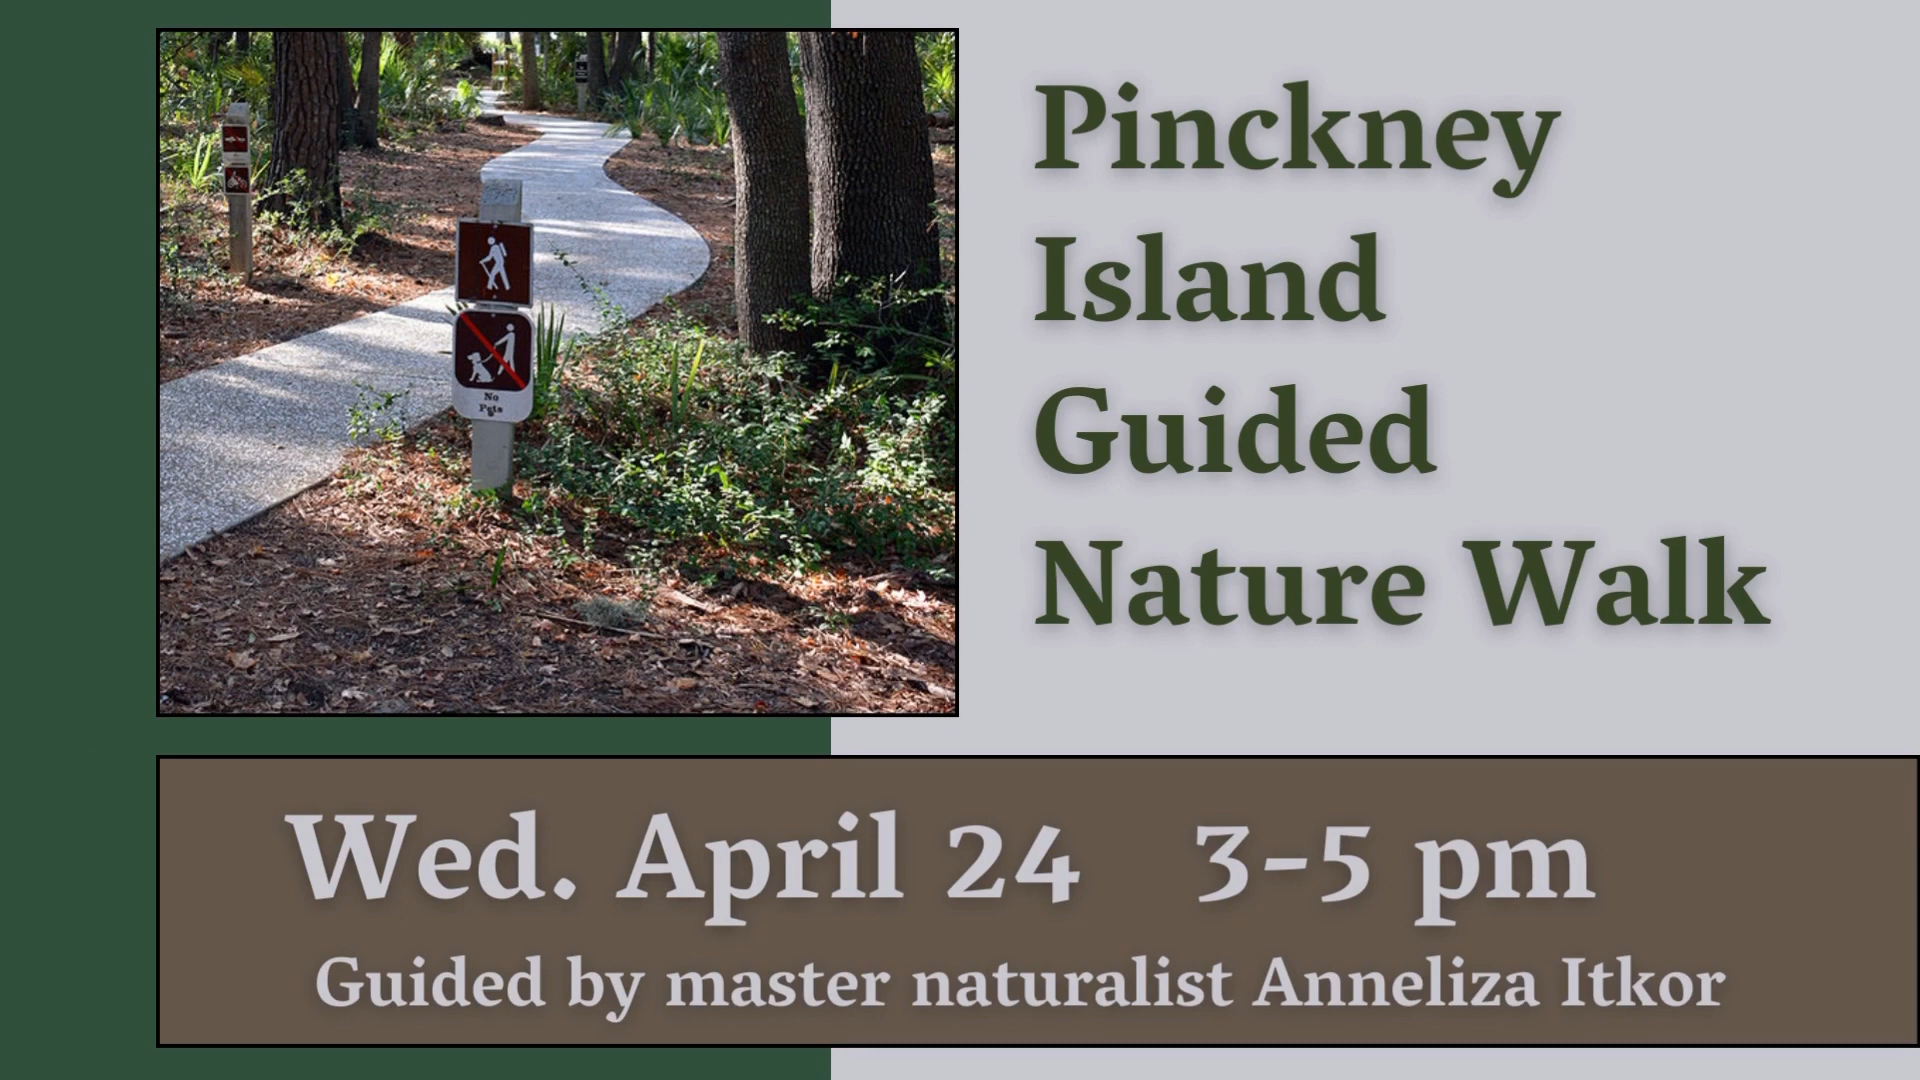 Pinckney
Island
Guided
Nature Walk
No
Pets
Wed. April 24 3-5 pm
Guided by master naturalist Anneliza Itkor